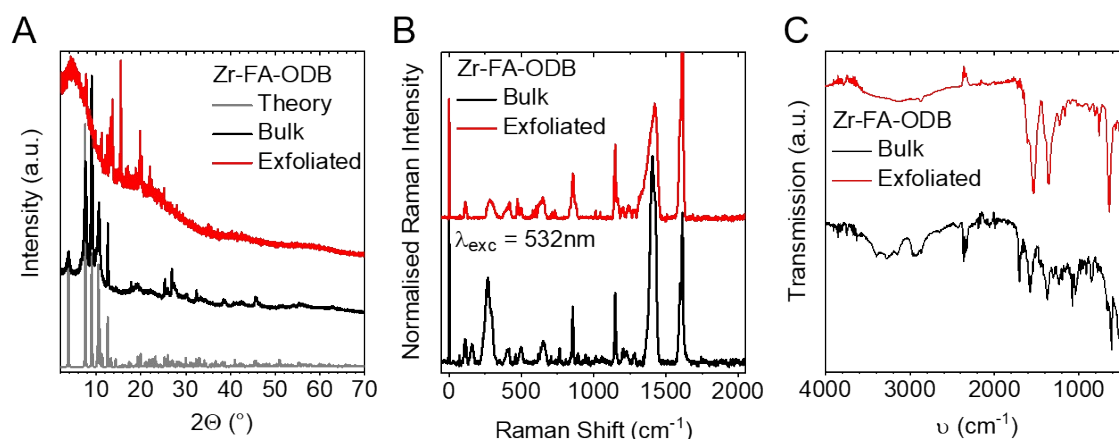 A
Zr-FA-ODB
Theory
Bulk
Exfoliated
Intensity (a.u.)
10 20 30 40 50 60 70
2Θ (°)
B
Zr-FA-ODB
Bulk
Exfoliated
λexc = 532nm
Normalised Raman Intensity
0 500 1000 1500 2000
Raman Shift (cm-1)
C
Zr-FA-ODB
Exfoliated
Bulk
Transmission (a.u.)
4000 3000 2000 1000
υ (cm-1)